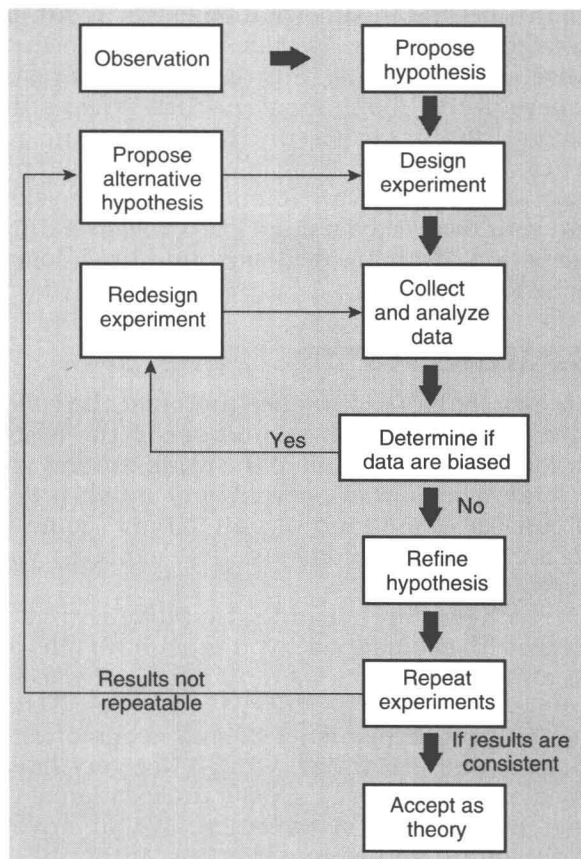 Observation
Propose
hypothesis
Propose
alternative
hypothesis
Design
experiment
Redesign
experiment
Collect
and analyze
data
Yes
Determine if
data are biased
No
Refine
hypothesis
Results not
repeatable
Repeat
experiments
If results are
consistent
Accept as
theory